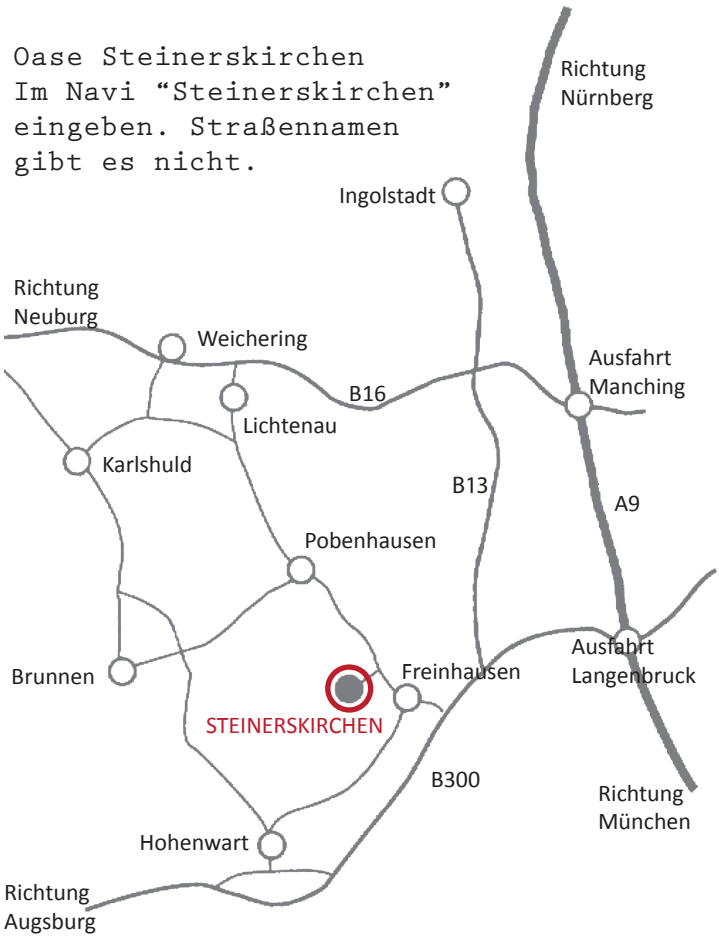 Oase Steinerskirchen
Im Navi “Steinerskirchen”
eingeben. Straßennamen
gibt es nicht.
Richtung
Nürnberg
Ingolstadt
Richtung
Neuburg
Weichering
Ausfahrt
Manching
B16
Lichtenau
Karlshuld
B13
A9
Pobenhausen
Ausfahrt
Langenbruck
Brunnen
Freinhausen
STEINERSKIRCHEN
B300
Richtung
München
Hohenwart
Richtung
Augsburg